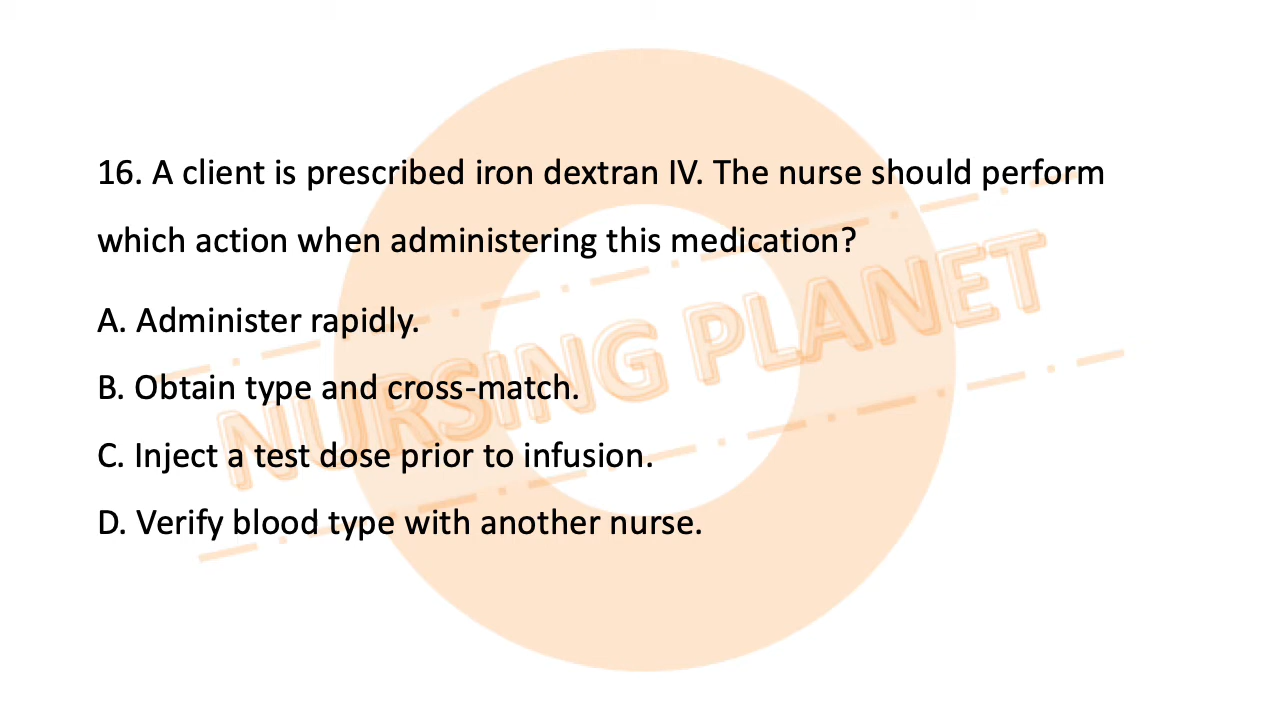 16. A client is prescribed iron dextran IV. The nurse should perform
which action when administering this medication?
A. Administer rapidly.
B. Obtain type and cross-match.
C. Inject a test dose prior to infusion.
D. Verify blood type with another nurse.
NURSING PLANET